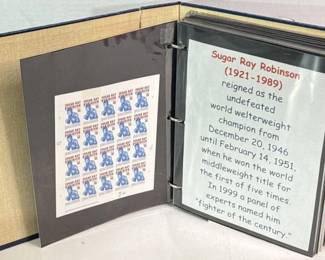 Sugar Ray Robinson
(1921-1989)
reigned as the
undefeated
world welterweight
champion from
December 20, 1946
until February 14, 1951,
when he won the world
middleweight title for
the first of five times.
In 1999 a panel of
experts named him
"fighter of the century."